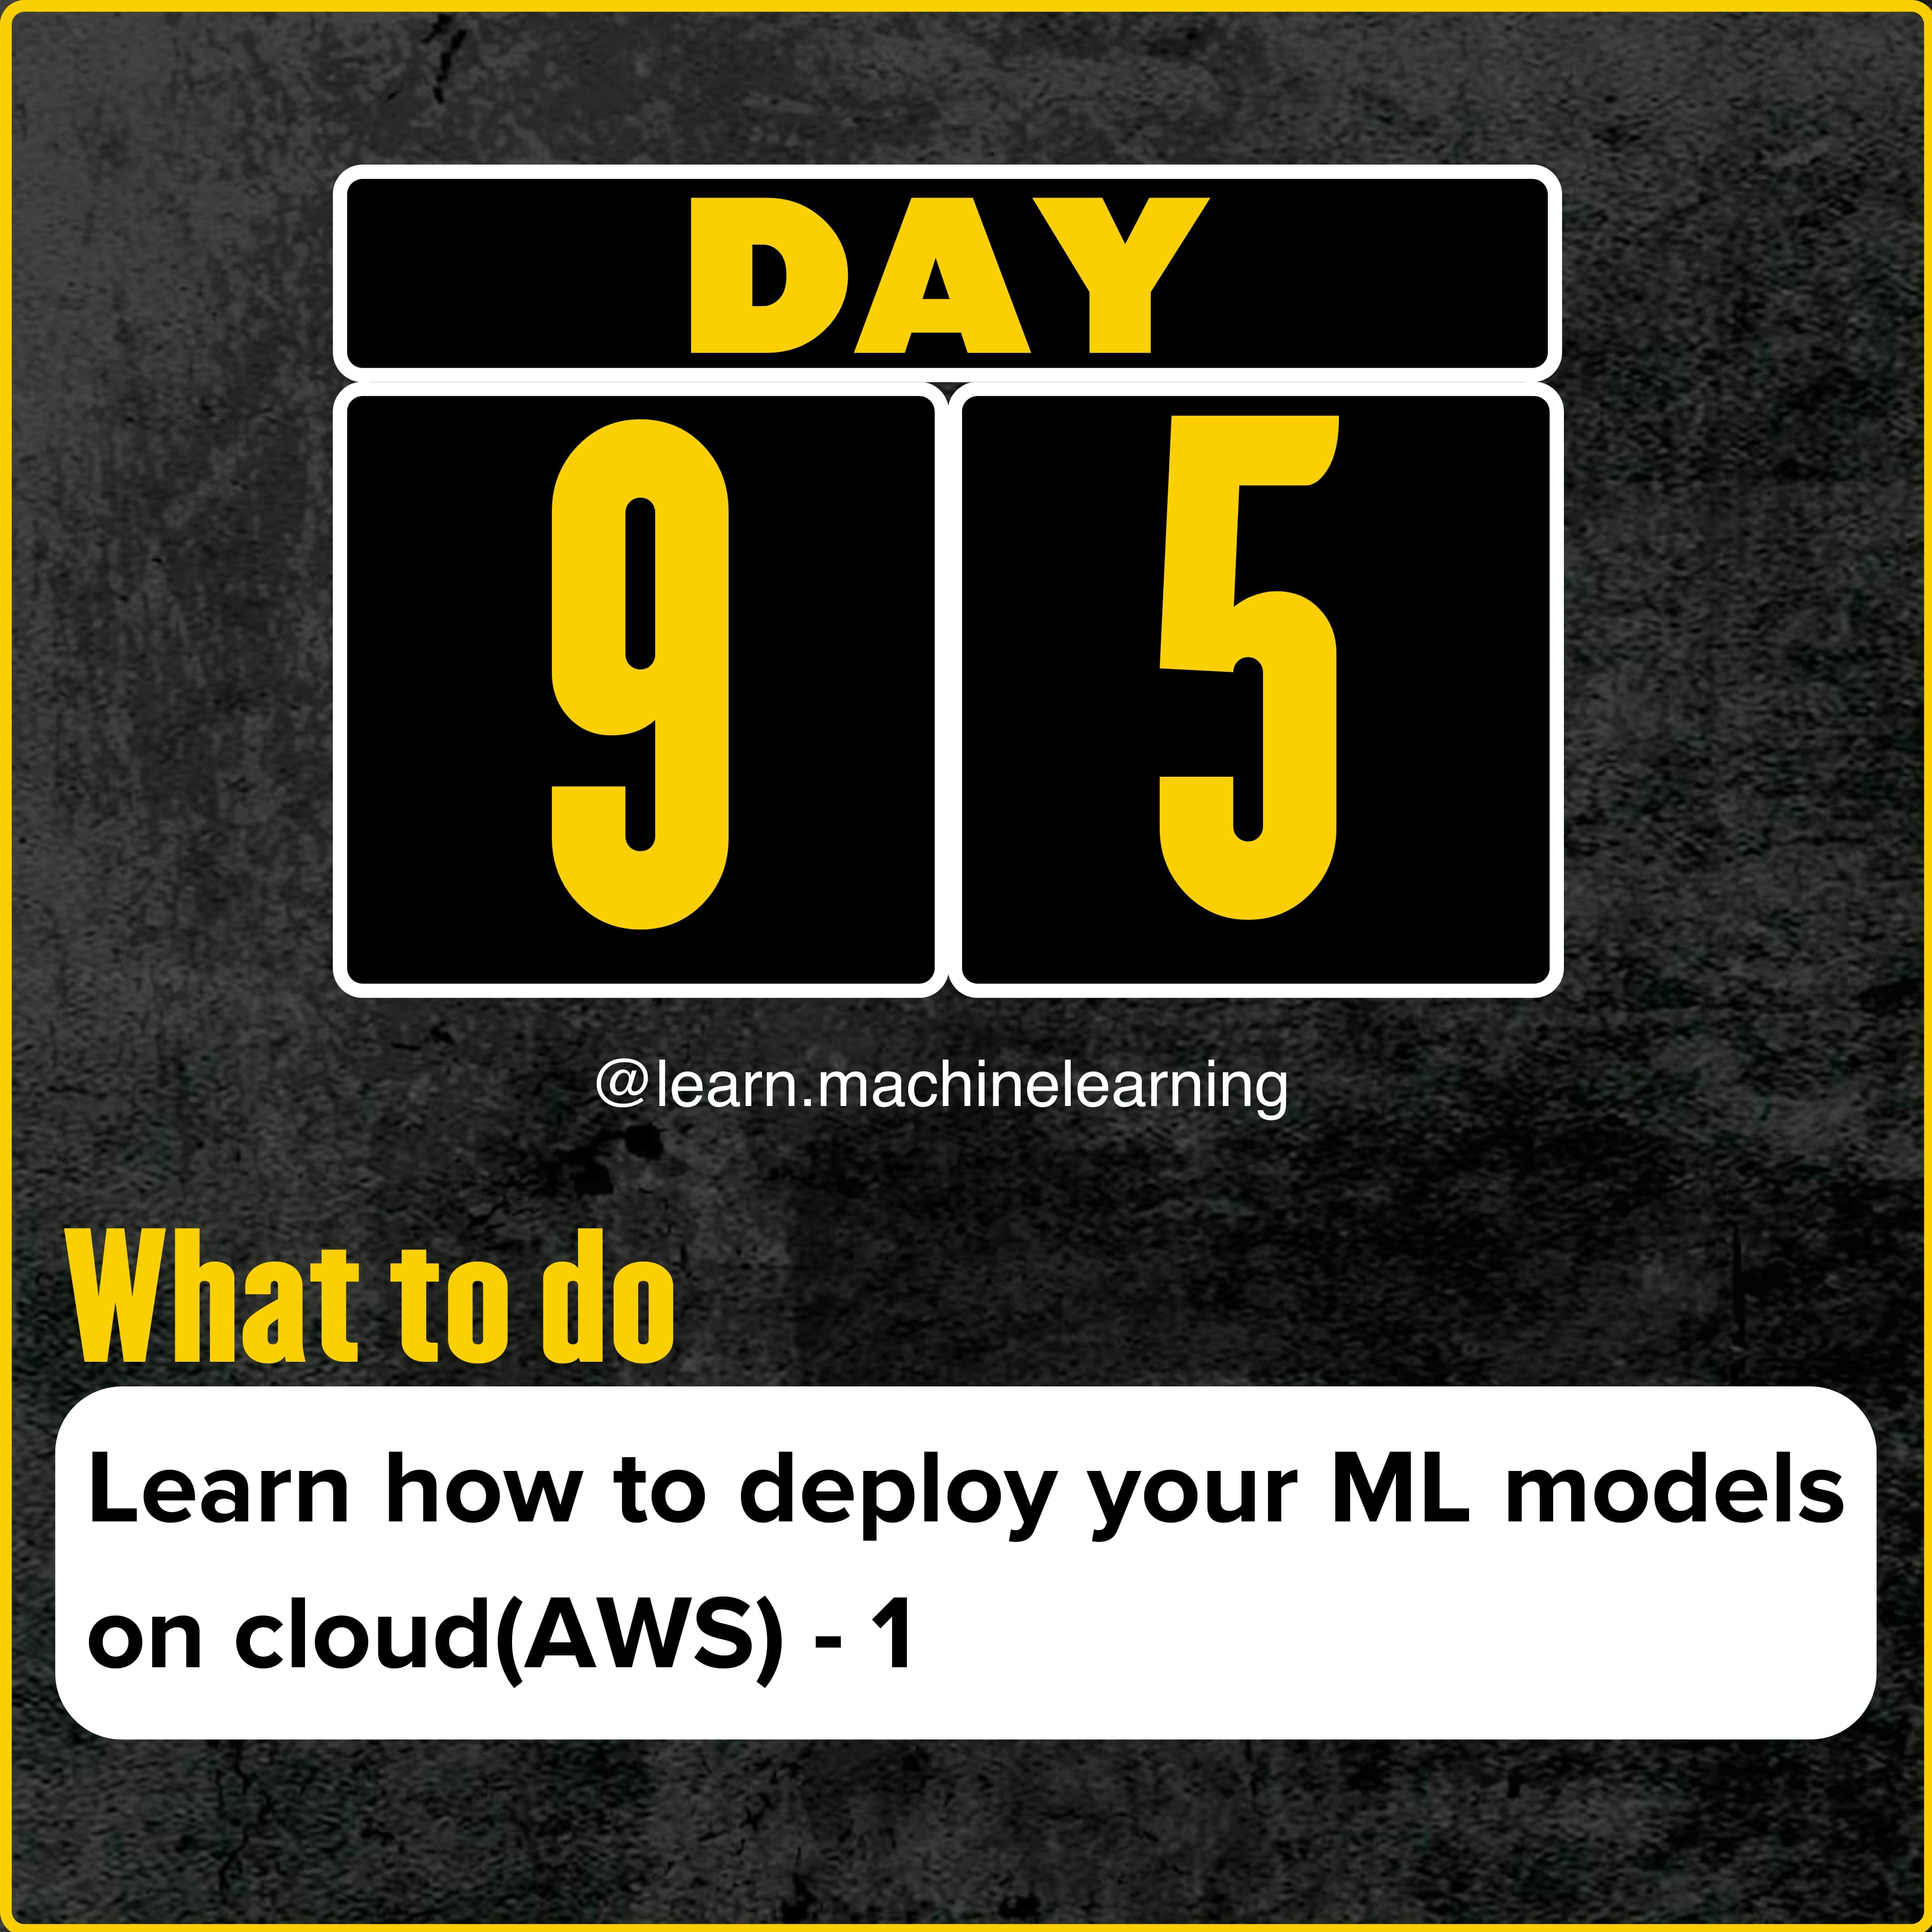 DAY
9 5
@learn.machinelearning
What to do
Learn how to deploy your ML models
on cloud(AWS) - 1